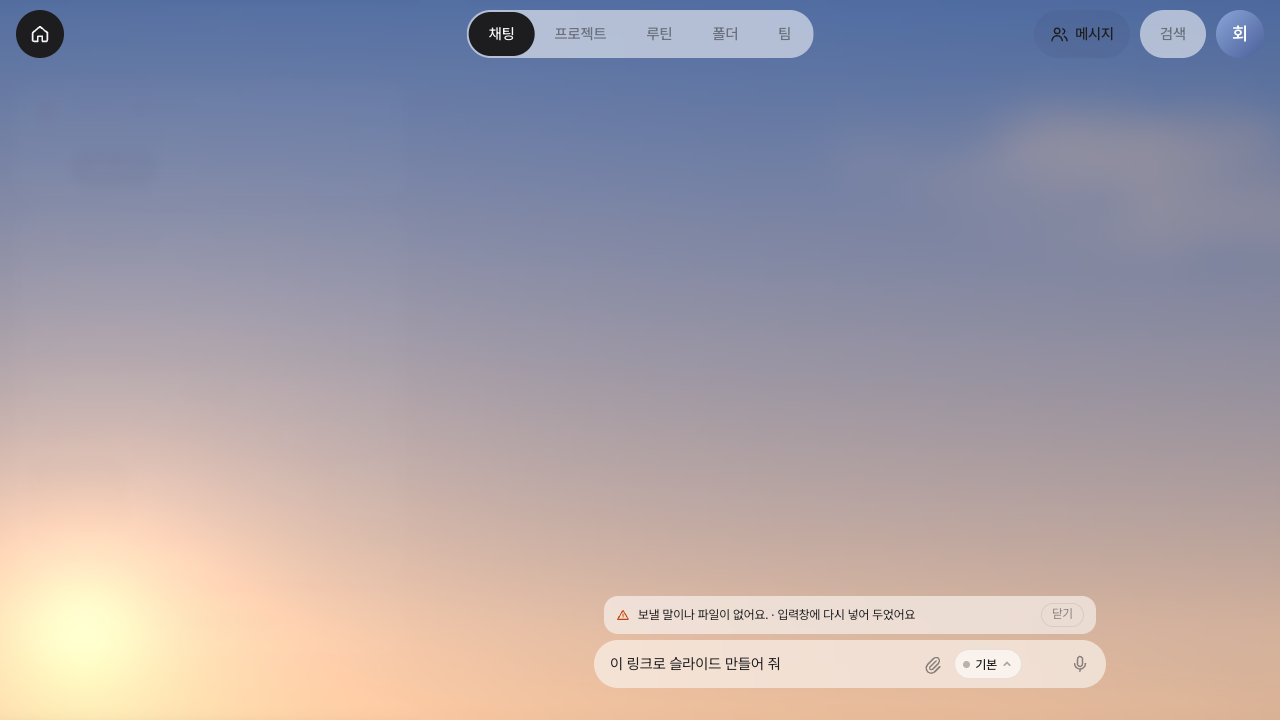 채팅
프로젝트
루틴
폴더
팀
메시지
검색
회
보낼 말이나 파일이 없어요. · 입력창에 다시 넣어 두었어요
닫기
이 링크로 슬라이드 만들어 줘
기본